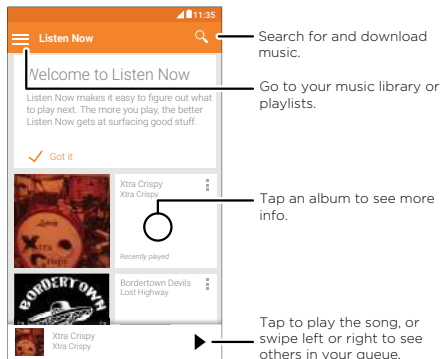 11:35
Listen Now
Search for and download
music.
Go to your music library or
playlists.
Welcome to Listen Now
Listen Now makes it easy to figure out what
to play next. The more you play, the better
Listen Now gets at surfacing good stuff.
Got it
Xtra Crispy
Xtra Crispy
Recently played
Xtra
Crispy
Tap an album to see more
info.
BORDERTOWN
Bordertown Devils
Lost Highway
Xtra Crispy
Xtra Crispy
Tap to play the song, or
swipe left or right to see
others in your queue.